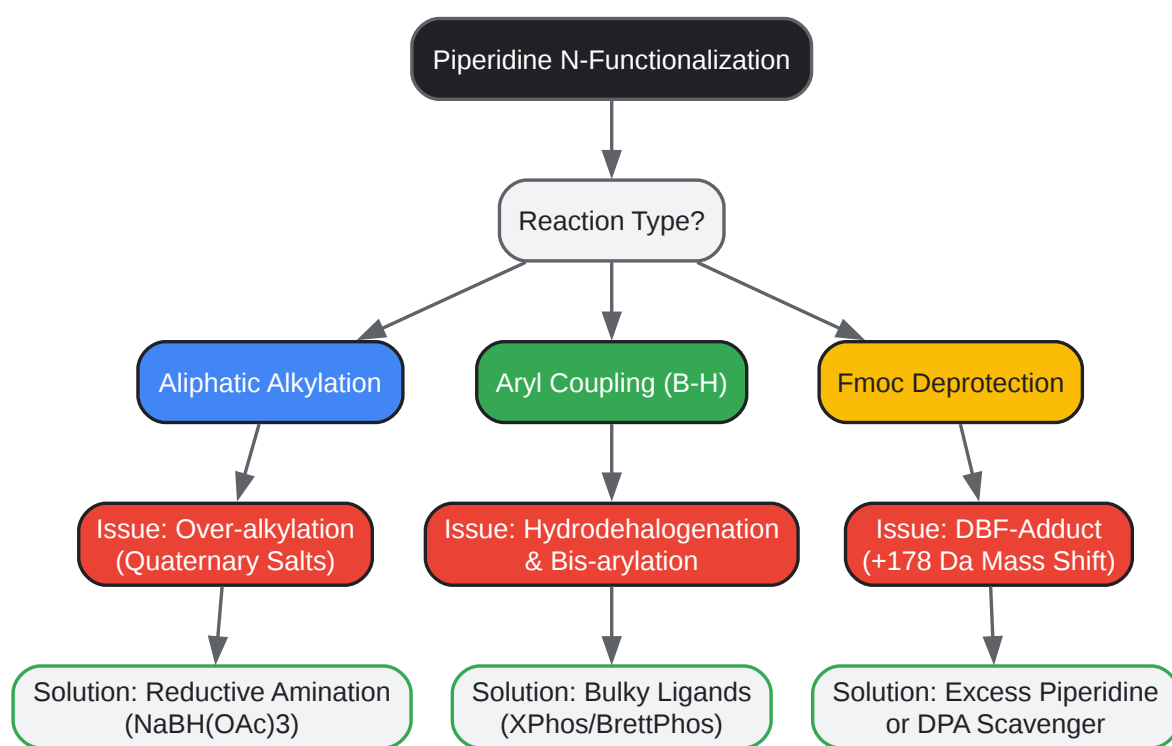 Piperidine N-Functionalization
Reaction Type?
Aliphatic Alkylation
Aryl Coupling (B-H)
Fmoc Deprotection
Issue: Over-alkylation
(Quaternary Salts)
Issue: Hydrodehalogenation
& Bis-arylation
Issue: DBF-Adduct
(+178 Da Mass Shift)
Solution: Reductive Amination
(NaBH(OAc)3)
Solution: Bulky Ligands
(XPhos/BrettPhos)
Solution: Excess Piperidine
or DPA Scavenger